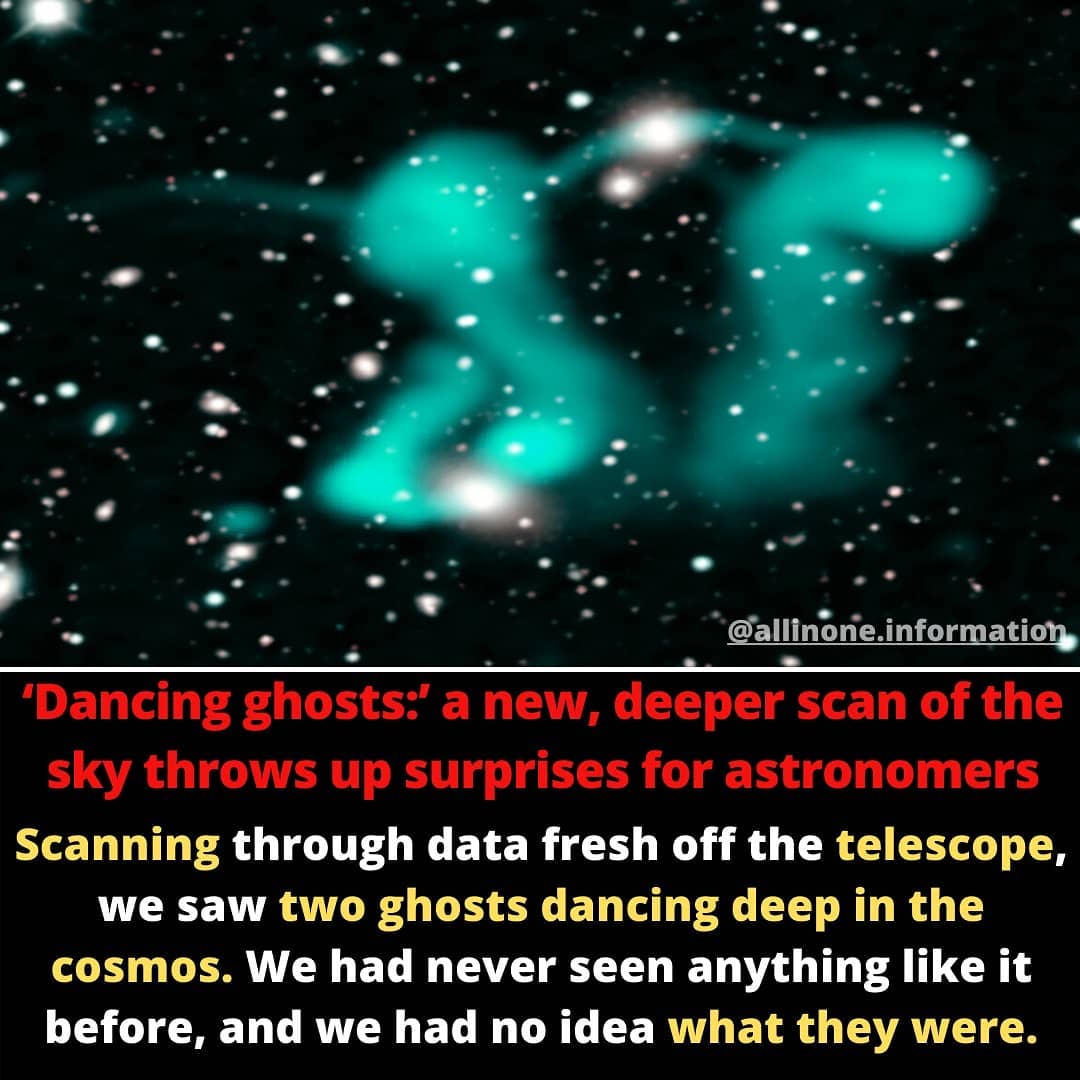 @allinone.information
‘Dancing ghosts:’ a new, deeper scan of the
sky throws up surprises for astronomers
Scanning through data fresh off the telescope,
we saw two ghosts dancing deep in the
cosmos. We had never seen anything like it
before, and we had no idea what they were.